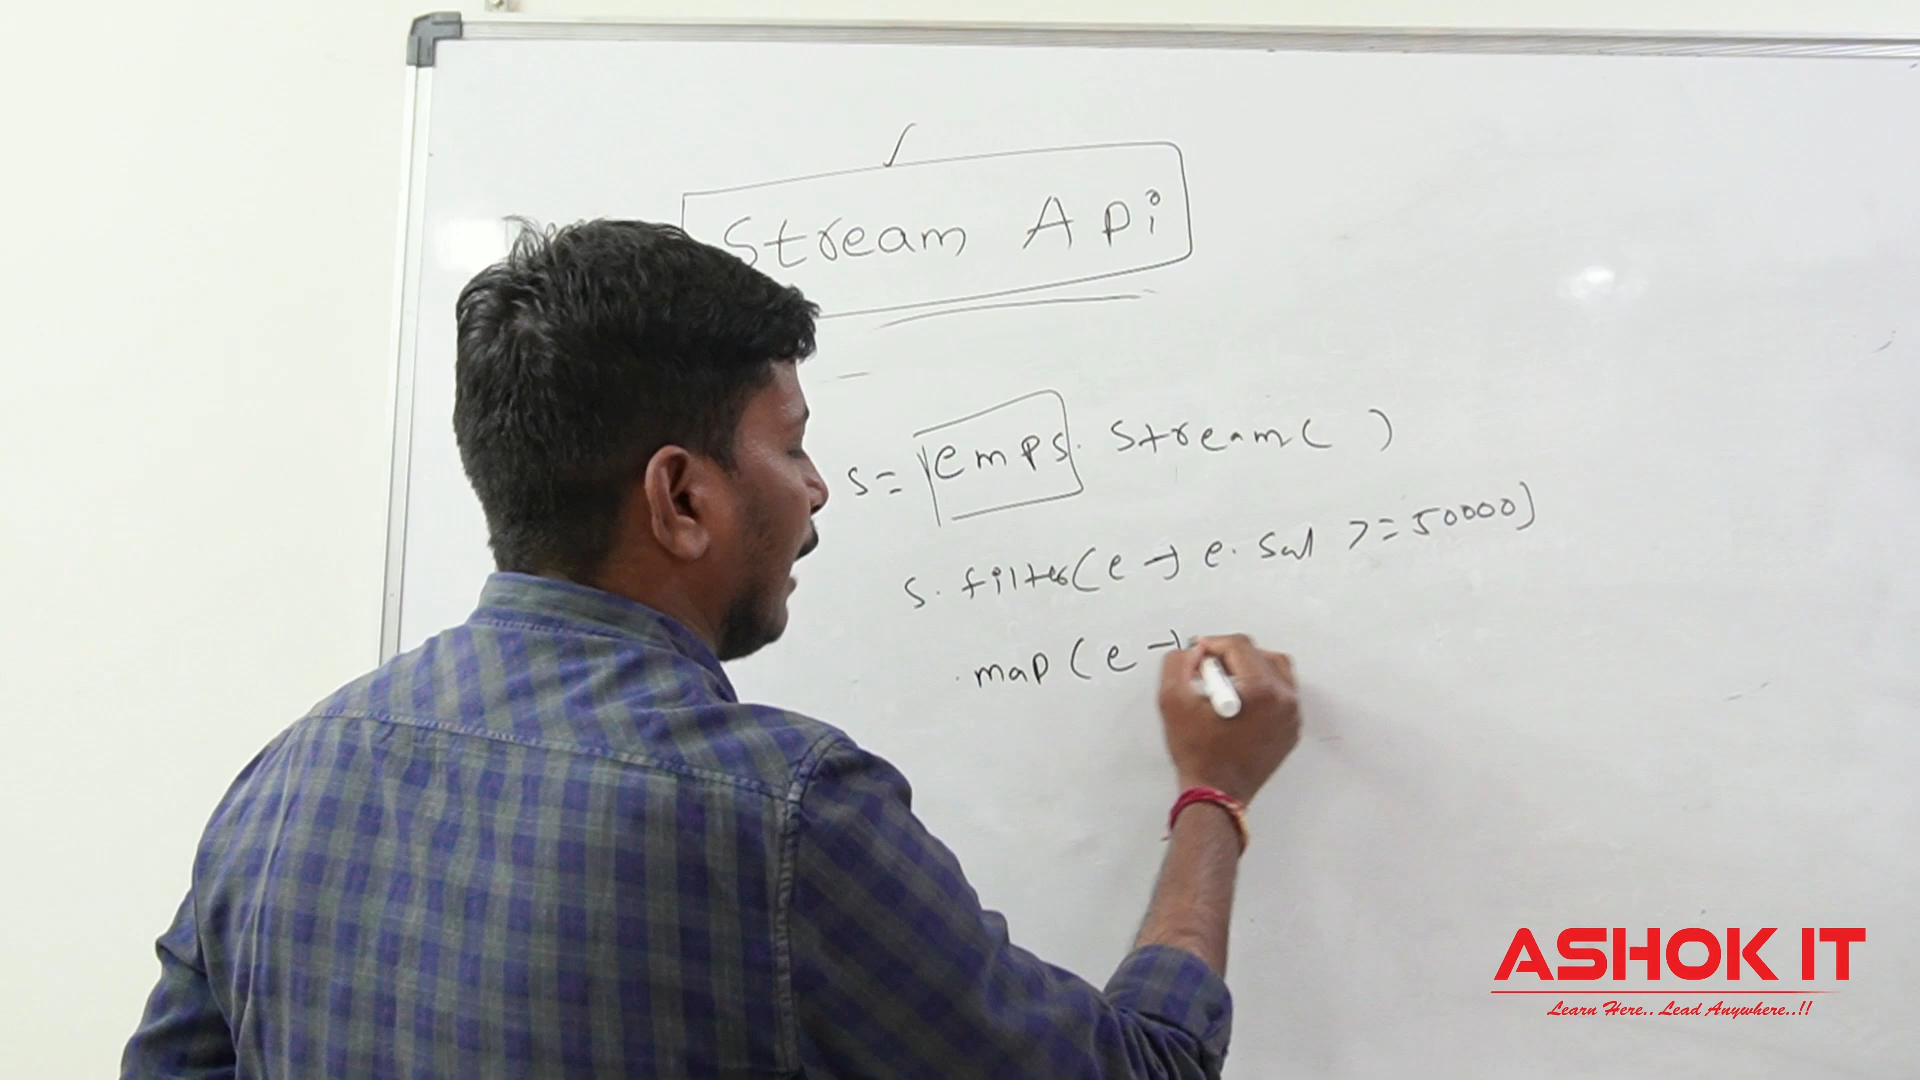 Stream Api
s= emps. Stream( )
s. filter(e → e. Sal >=50000)
.map (e →
ASHOK IT
Learn Here.. Lead Anywhere..!!